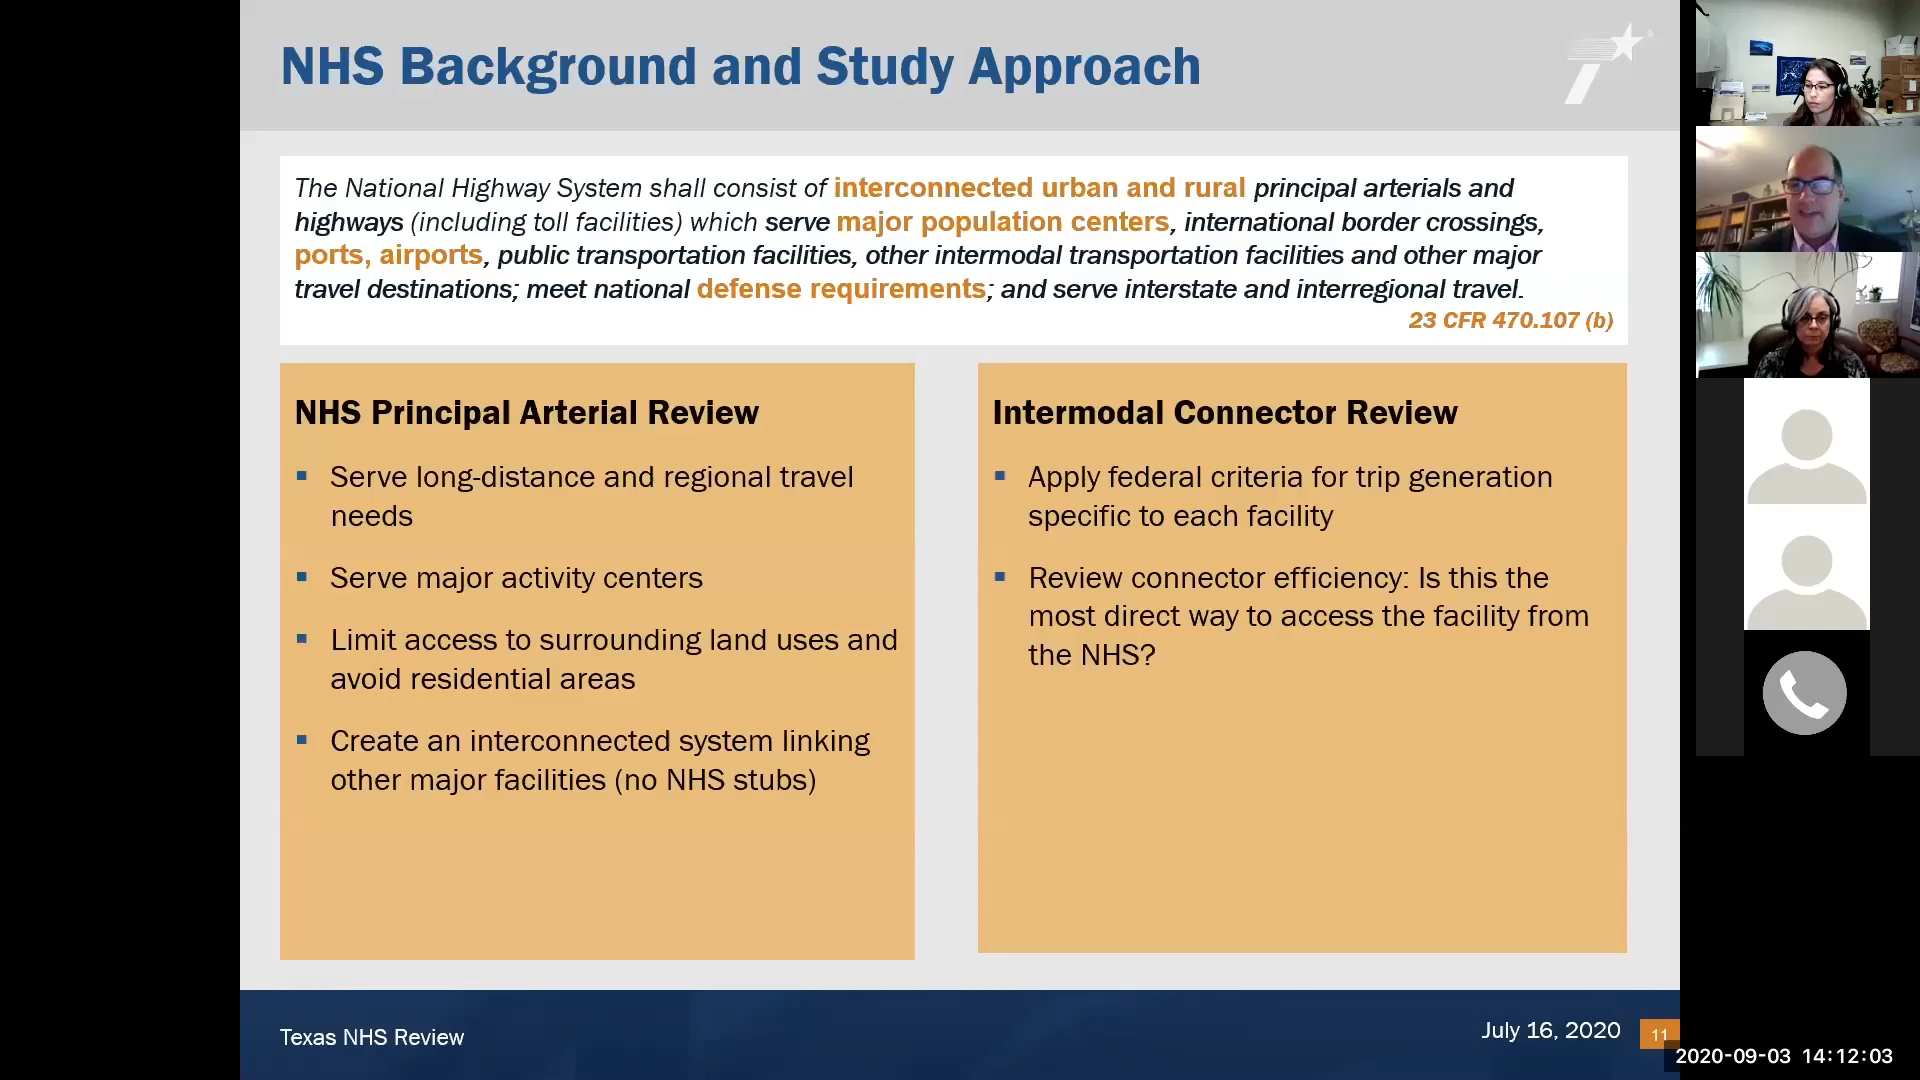 NHS Background and Study Approach
The National Highway System shall consist of interconnected urban and rural principal arterials and
highways (including toll facilities) which serve major population centers, international border crossings,
ports, airports, public transportation facilities, other intermodal transportation facilities and other major
travel destinations; meet national defense requirements; and serve interstate and interregional travel.
23 CFR 470.107 (b)
NHS Principal Arterial Review
▪ Serve long-distance and regional travel
needs
▪ Serve major activity centers
▪ Limit access to surrounding land uses and
avoid residential areas
▪ Create an interconnected system linking
other major facilities (no NHS stubs)
Intermodal Connector Review
▪ Apply federal criteria for trip generation
specific to each facility
▪ Review connector efficiency: Is this the
most direct way to access the facility from
the NHS?
Texas NHS Review
July 16, 2020
11
2020-09-03 14:12:03